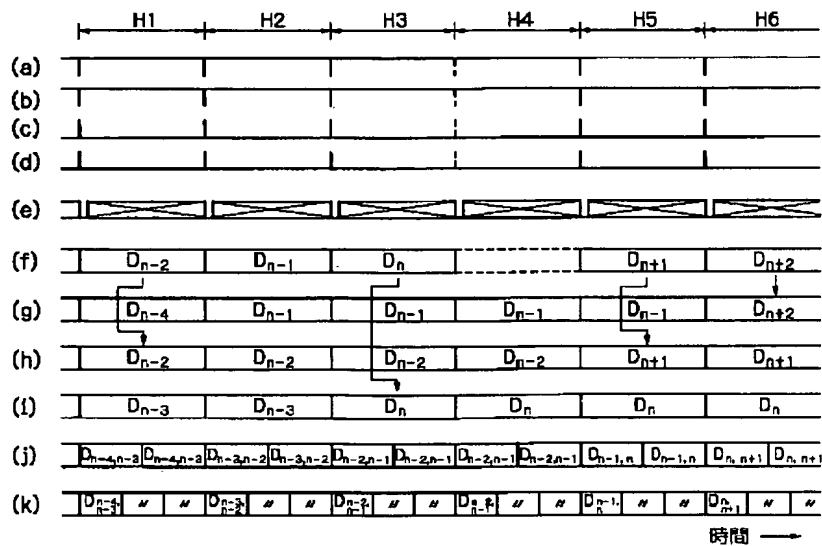 H1 H2 H3 H4 H5 H6
(a)
(b)
(c)
(d)
(e)
(f) Dn-2 Dn-1 Dn Dn+1 Dn+2
(g) Dn-4 Dn-1 Dn-1 Dn-1 Dn-1 Dn+2
(h) Dn-2 Dn-2 Dn-2 Dn-2 Dn+1 Dn+1
(i) Dn-3 Dn-3 Dn Dn Dn Dn
(j) Dn-4,n-3 Dn-4,n-3 Dn-3,n-2 Dn-3,n-2 Dn-2,n-1 Dn-2,n-1 Dn-2,n-1 Dn-2,n-1 Dn-1,n Dn-1,n Dn,n+1 Dn,n+1
(k) Dn-4,n-3 〃 〃 Dn-3,n-2 〃 〃 Dn-2,n-1 〃 〃 Dn-2,n-1 〃 〃 Dn-1,n 〃 〃 Dn,n+1 〃 〃
時間